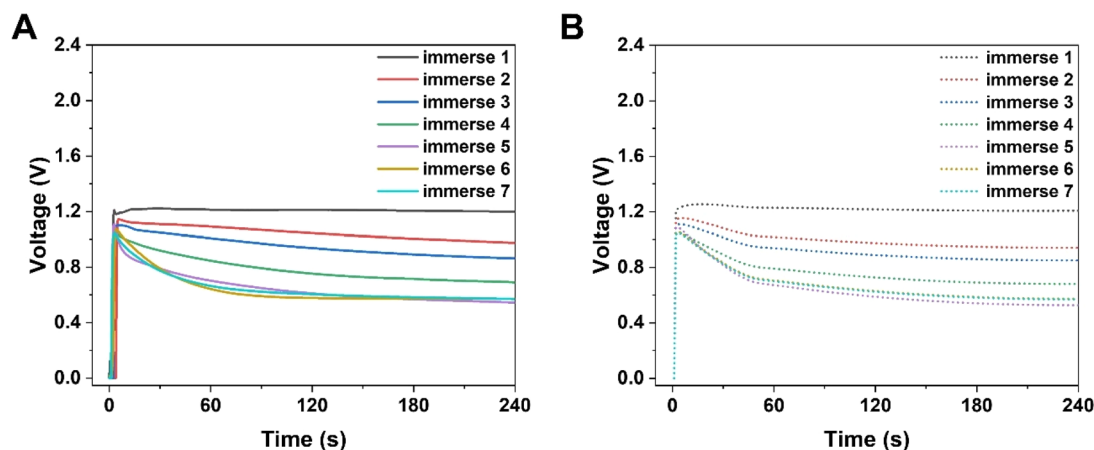 A
2.4
2.0
1.6
1.2
0.8
0.4
0.0
Voltage (V)
immerse 1
immerse 2
immerse 3
immerse 4
immerse 5
immerse 6
immerse 7
0 60 120 180 240
Time (s)
B
2.4
2.0
1.6
1.2
0.8
0.4
0.0
Voltage (V)
immerse 1
immerse 2
immerse 3
immerse 4
immerse 5
immerse 6
immerse 7
0 60 120 180 240
Time (s)